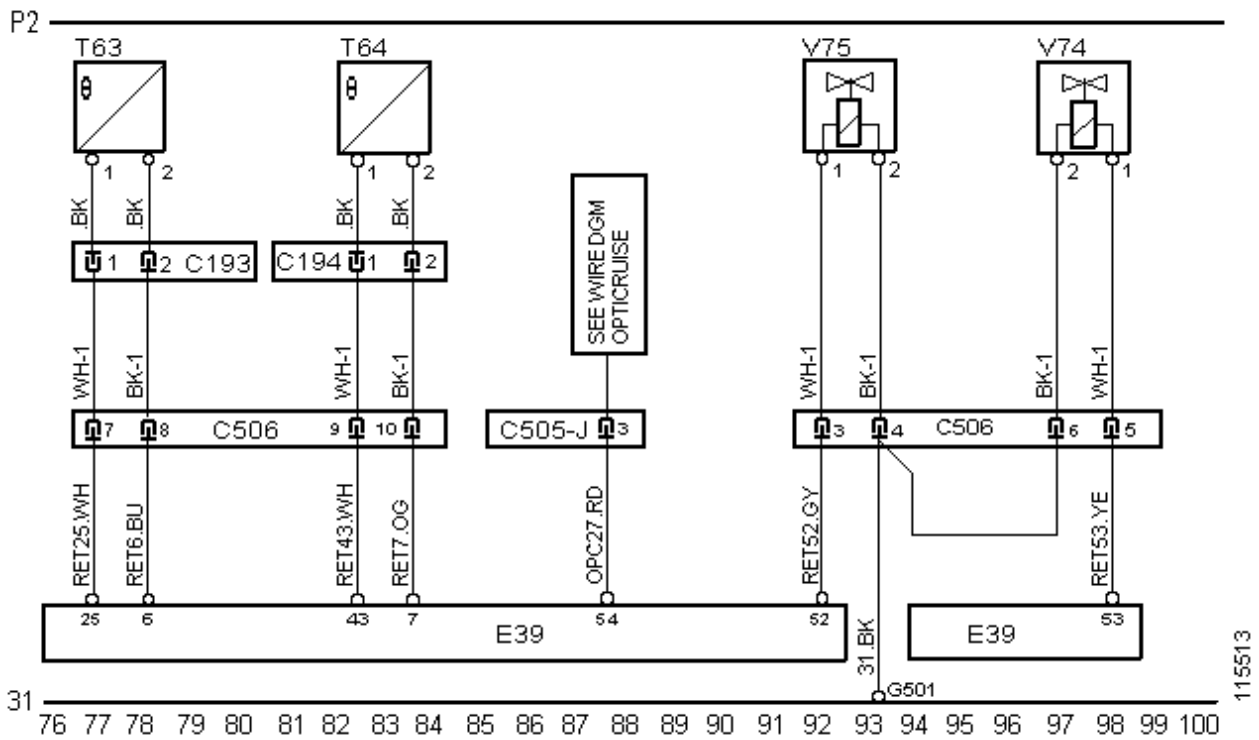 P2
T63 T64 V75 V74
1 2 1 2 1 2 2 1
.BK .BK .BK .BK
SEE WIRE DGM
OPTICRUISE
1 2 C193 C194 1 2
WH-1 BK-1 WH-1 BK-1 WH-1 BK-1 BK-1 WH-1
7 8 C506 9 10 C505-J 3 3 4 C506 6 5
RET25.WH RET6.BU RET43.WH RET7.OG OPC27.RD RET52.GY RET53.YE
25 6 43 7 54 52 53
E39 E39
31.BK
G501
31
76 77 78 79 80 81 82 83 84 85 86 87 88 89 90 91 92 93 94 95 96 97 98 99 100
115513